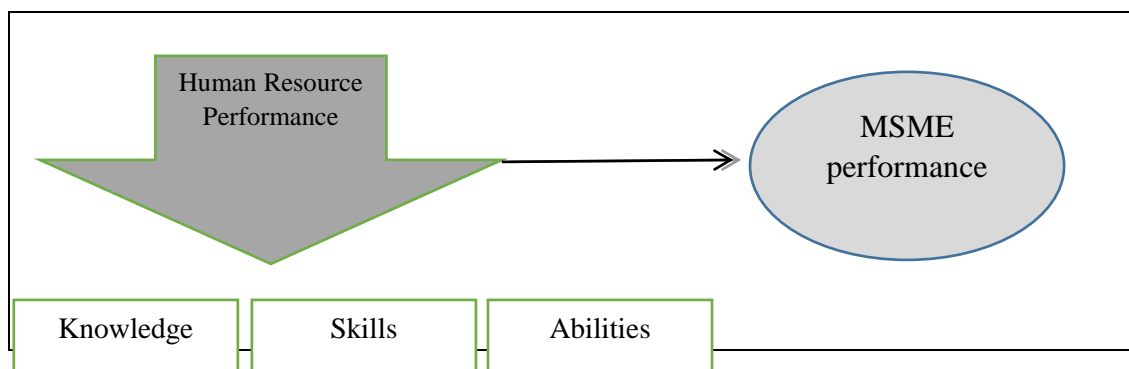 Human Resource
Performance
MSME
performance
Knowledge
Skills
Abilities